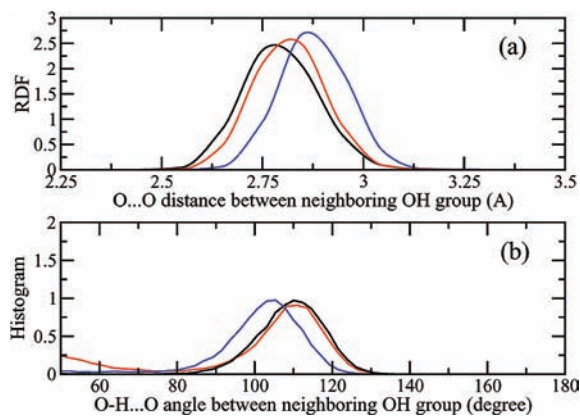 3
2.5
2
1.5
1
0.5
0
RDF
(a)
2.25 2.5 2.75 3 3.25 3.5
O...O distance between neighboring OH group (A)
2
1.5
1
0.5
0
Histogram
(b)
60 80 100 120 140 160 180
O-H...O angle between neighboring OH group (degree)